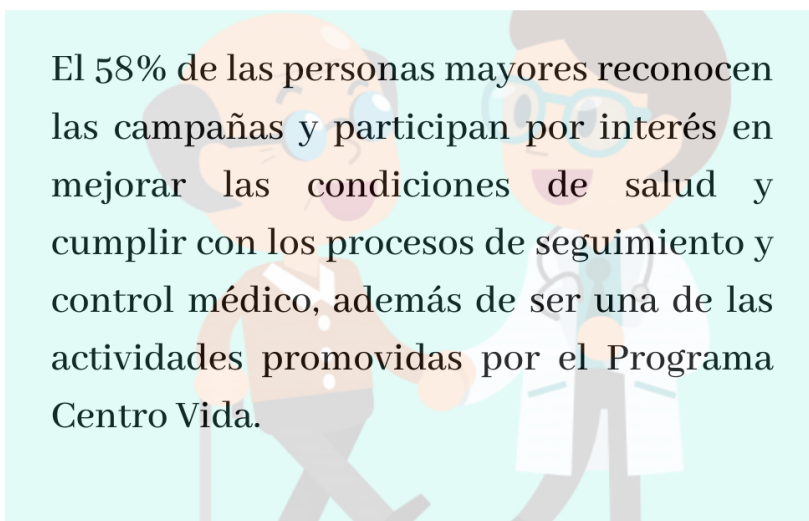 El 58% de las personas mayores reconocen
las campañas y participan por interés en
mejorar las condiciones de salud y
cumplir con los procesos de seguimiento y
control médico, además de ser una de las
actividades promovidas por el Programa
Centro Vida.